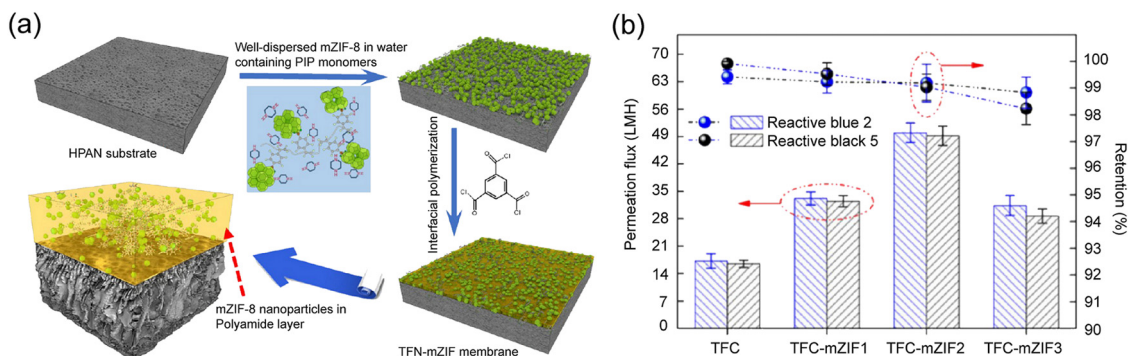 (a)
Well-dispersed mZIF-8 in water
containing PIP monomers
HPAN substrate
Interfacial polymerization
O
Cl
Cl
O
O
Cl
mZIF-8 nanoparticles in
Polyamide layer
TFN-mZIF membrane
(b)
Permeation flux (LMH)
70
63
56
49
42
35
28
21
14
7
0
Reactive blue 2
Reactive black 5
100
99
98
97
96
95
94
93
92
91
90
Retention (%)
TFC
TFC-mZIF1
TFC-mZIF2
TFC-mZIF3